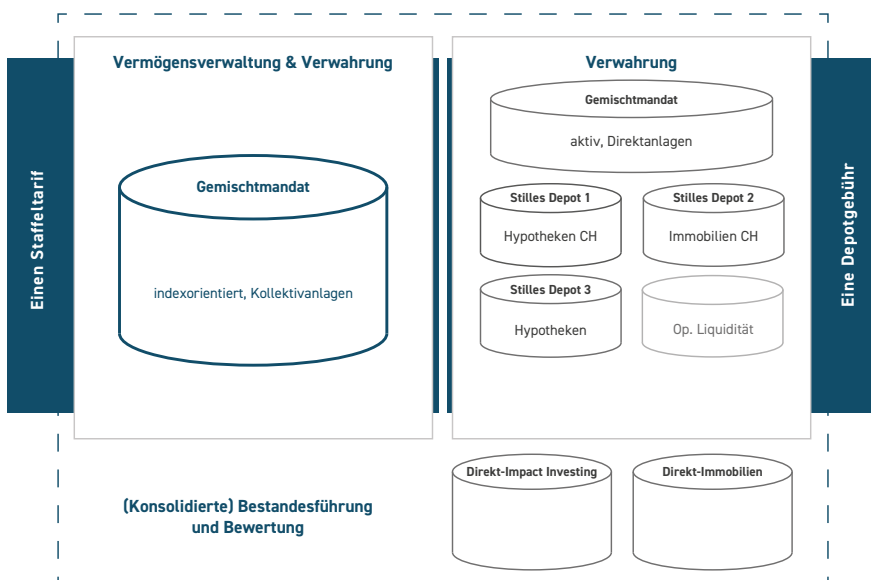 Einen Staffeltarif
Vermögensverwaltung & Verwahrung
Gemischtmandat
indexorientiert, Kollektivanlagen
Verwahrung
Gemischtmandat
aktiv, Direktanlagen
Stilles Depot 1
Hypotheken CH
Stilles Depot 2
Immobilien CH
Stilles Depot 3
Hypotheken
Op. Liquidität
Eine Depotgebühr
(Konsolidierte) Bestandesführung
und Bewertung
Direkt-Impact Investing
Direkt-Immobilien